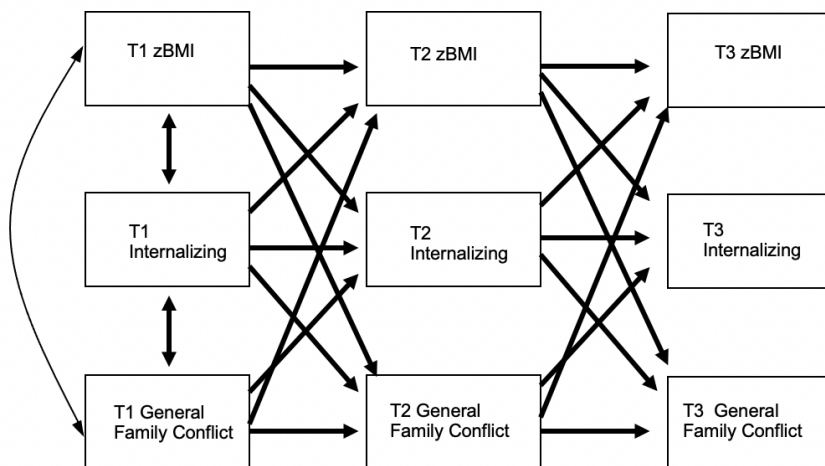 T1 zBMI
T2 zBMI
T3 zBMI
T1
Internalizing
T2
Internalizing
T3
Internalizing
T1 General
Family Conflict
T2 General
Family Conflict
T3  General
Family Conflict